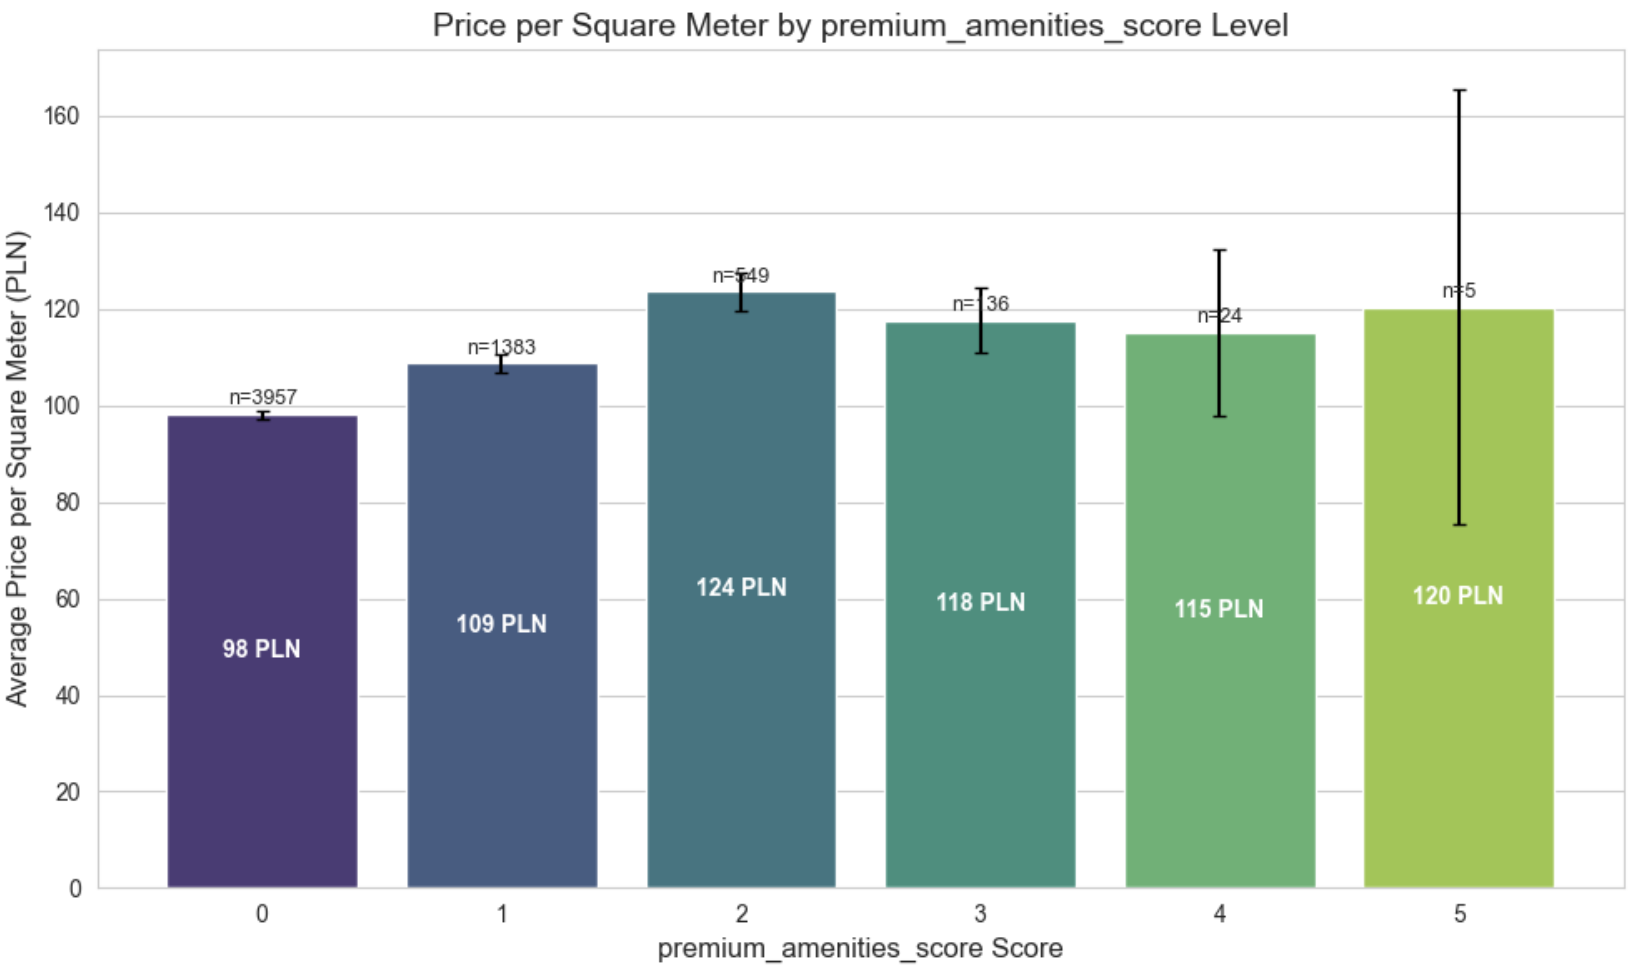 Price per Square Meter by premium_amenities_score Level
Average Price per Square Meter (PLN)
160
140
120
100
80
60
40
20
0
n=3957
n=1383
n=549
n=136
n=24
n=5
98 PLN
109 PLN
124 PLN
118 PLN
115 PLN
120 PLN
0 1 2 3 4 5
premium_amenities_score Score